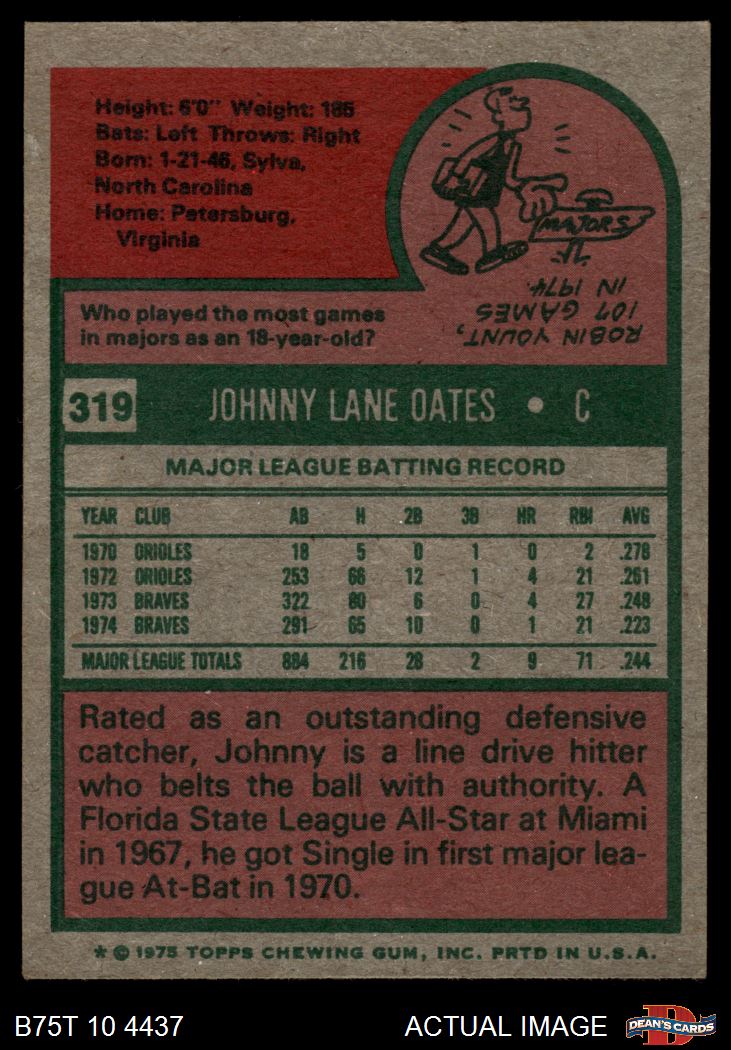 Height: 6'0" Weight: 185
Bats: Left Throws: Right
Born: 1-21-46, Sylva,
North Carolina
Home: Petersburg,
Virginia
MAJORS
Who played the most games
in majors as an 18-year-old?
ROBIN YOUNT,
107 GAMES
IN 1974.
319
JOHNNY LANE OATES • C
MAJOR LEAGUE BATTING RECORD
YEAR CLUB AB H 2B 3B HR RBI AVG
1970 ORIOLES 18 5 0 1 0 2 .278
1972 ORIOLES 253 66 12 1 4 21 .261
1973 BRAVES 322 80 6 0 4 27 .248
1974 BRAVES 291 65 10 0 1 21 .223
MAJOR LEAGUE TOTALS 884 216 28 2 9 71 .244
Rated as an outstanding defensive
catcher, Johnny is a line drive hitter
who belts the ball with authority. A
Florida State League All-Star at Miami
in 1967, he got Single in first major lea-
gue At-Bat in 1970.
* © 1975 TOPPS CHEWING GUM, INC. PRTD IN U.S.A.
B75T 10 4437 ACTUAL IMAGE
D
DEAN'S CARDS